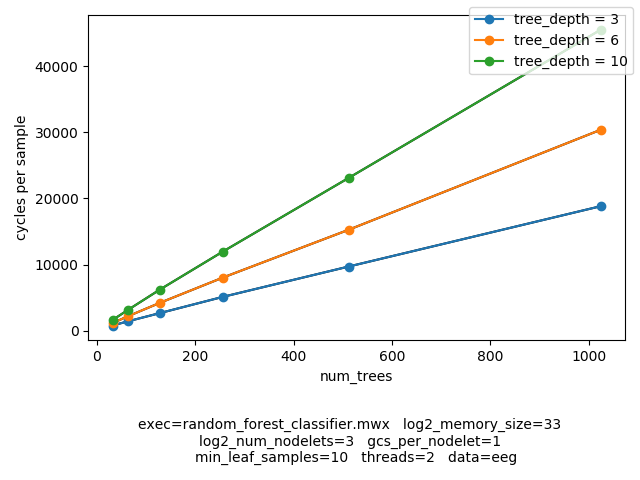 tree_depth = 3
tree_depth = 6
tree_depth = 10
40000
30000
20000
10000
0
cycles per sample
0 200 400 600 800 1000
num_trees
exec=random_forest_classifier.mwx log2_memory_size=33
log2_num_nodelets=3 gcs_per_nodelet=1
min_leaf_samples=10 threads=2 data=eeg